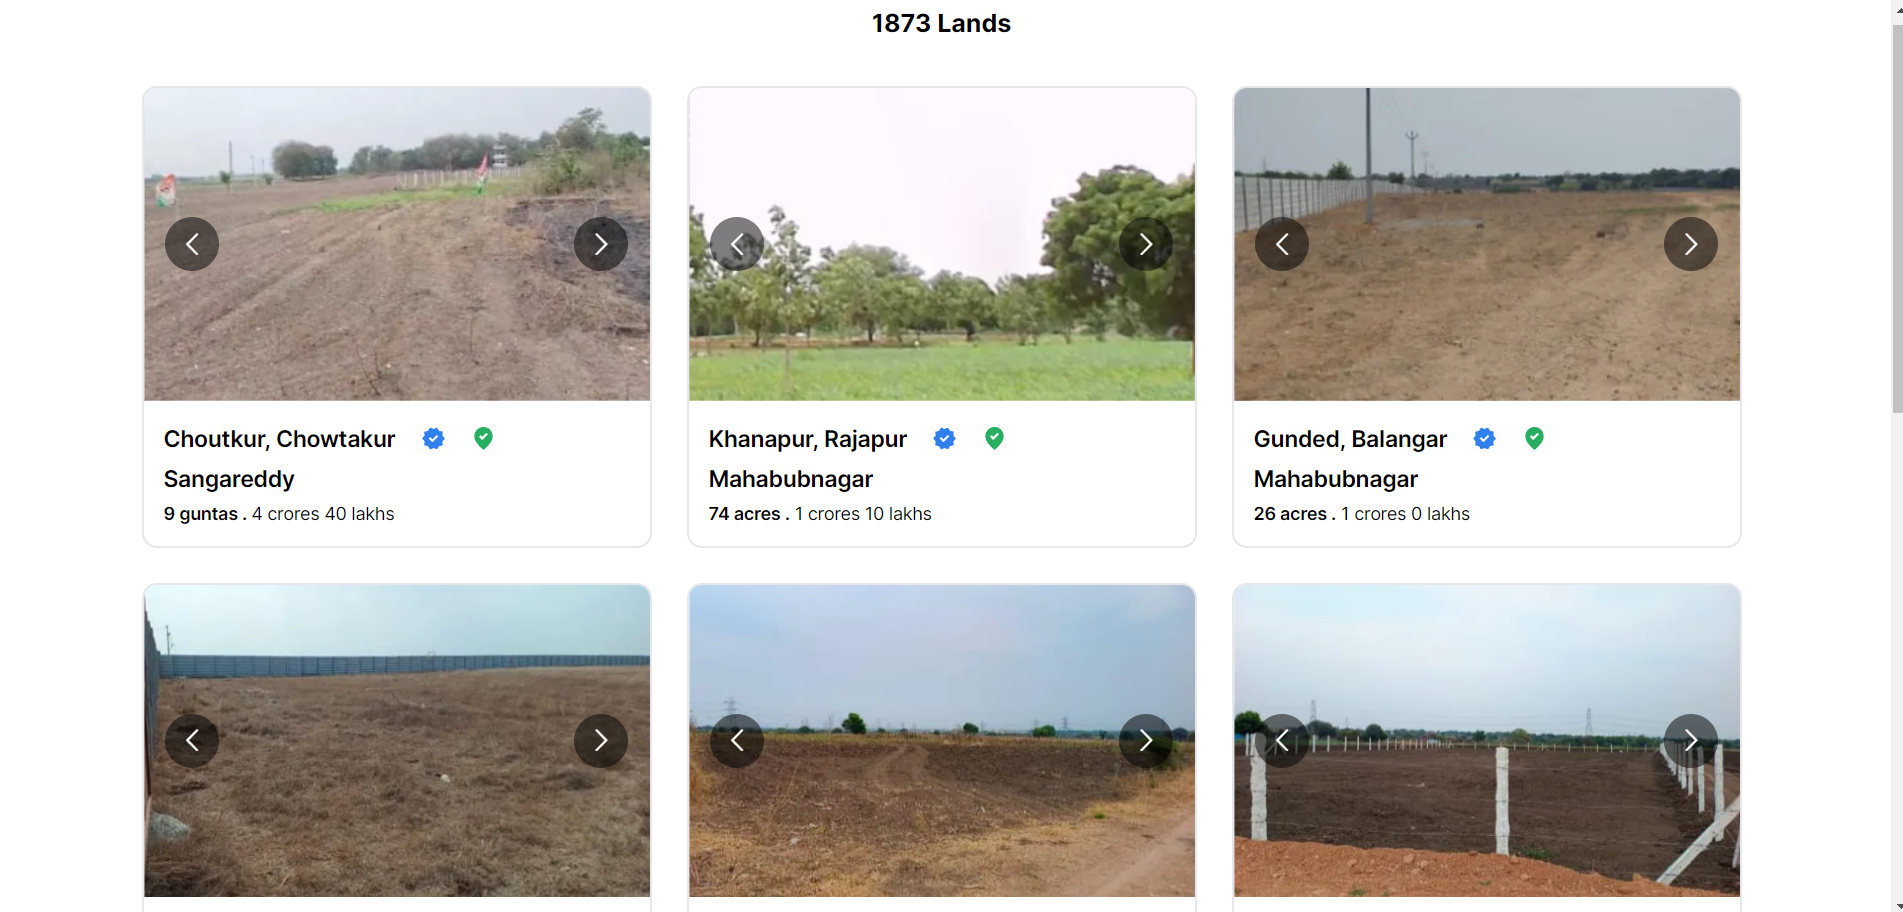 1873 Lands
Choutkur, Chowtakur
Sangareddy
9 guntas . 4 crores 40 lakhs
Khanapur, Rajapur
Mahabubnagar
74 acres . 1 crores 10 lakhs
Gunded, Balangar
Mahabubnagar
26 acres . 1 crores 0 lakhs